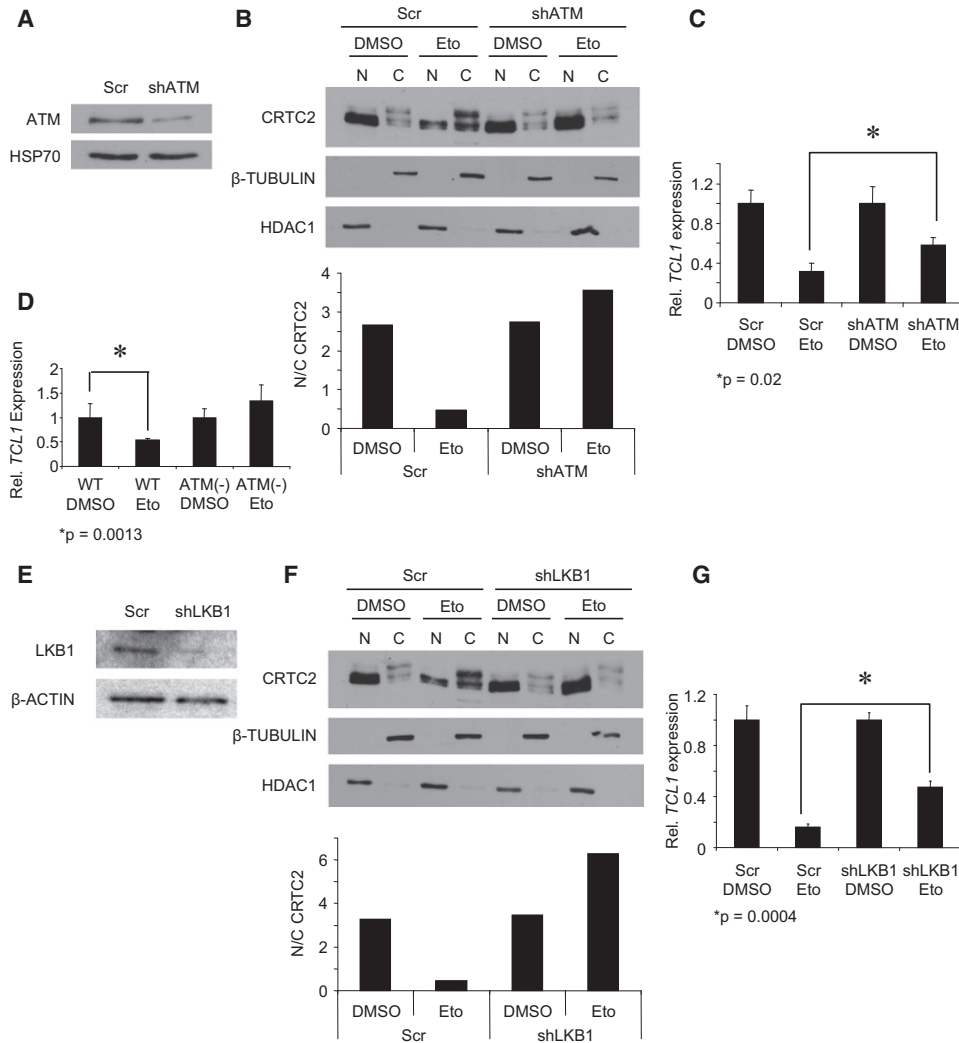 A
Scr shATM
ATM
HSP70
B
Scr shATM
DMSO Eto DMSO Eto
N C N C N C N C
CRTC2
β-TUBULIN
HDAC1
N/C CRTC2
4
3
2
1
0
DMSO Eto DMSO Eto
Scr shATM
C
Rel. TCL1 expression
1.2
0.8
0.4
0
Scr DMSO
Scr Eto
shATM DMSO
shATM Eto
*
*p = 0.02
D
Rel. TCL1 Expression
2
1.5
1
0.5
0
*
WT DMSO
WT Eto
ATM(-) DMSO
ATM(-) Eto
*p = 0.0013
E
Scr shLKB1
LKB1
β-ACTIN
F
Scr shLKB1
DMSO Eto DMSO Eto
N C N C N C N C
CRTC2
β-TUBULIN
HDAC1
N/C CRTC2
6
4
2
0
DMSO Eto DMSO Eto
Scr shLKB1
G
Rel. TCL1 expression
1.2
0.8
0.4
0
*
Scr DMSO
Scr Eto
shLKB1 DMSO
shLKB1 Eto
*p = 0.0004